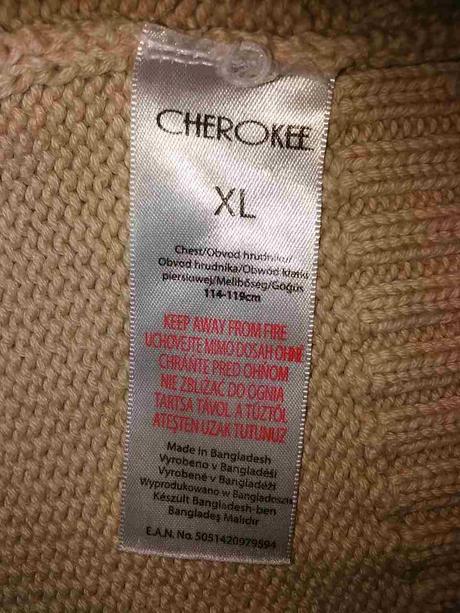 CHEROKEE
XL
Chest/Obvod hrudníku/
Obvod hrudníka/Obwód klatki
piersiowej/Mellbőség/Göğüs
114-119cm
KEEP AWAY FROM FIRE
UCHOVEJTE MIMO DOSAH OHNĚ
CHRÁŇTE PRED OHŇOM
NIE ZBLIŻAĆ DO OGNIA
TARTSA TÁVOL A TŰZTŐL
ATEŞTEN UZAK TUTUNUZ
Made in Bangladesh
Vyrobeno v Bangladéši
Vyrobené v Bangladéži
Wyprodukowano w Bangladeszu
Készült Bangladesh-ben
Bangladeş Malıdır
E.A.N. No. 5051420979594